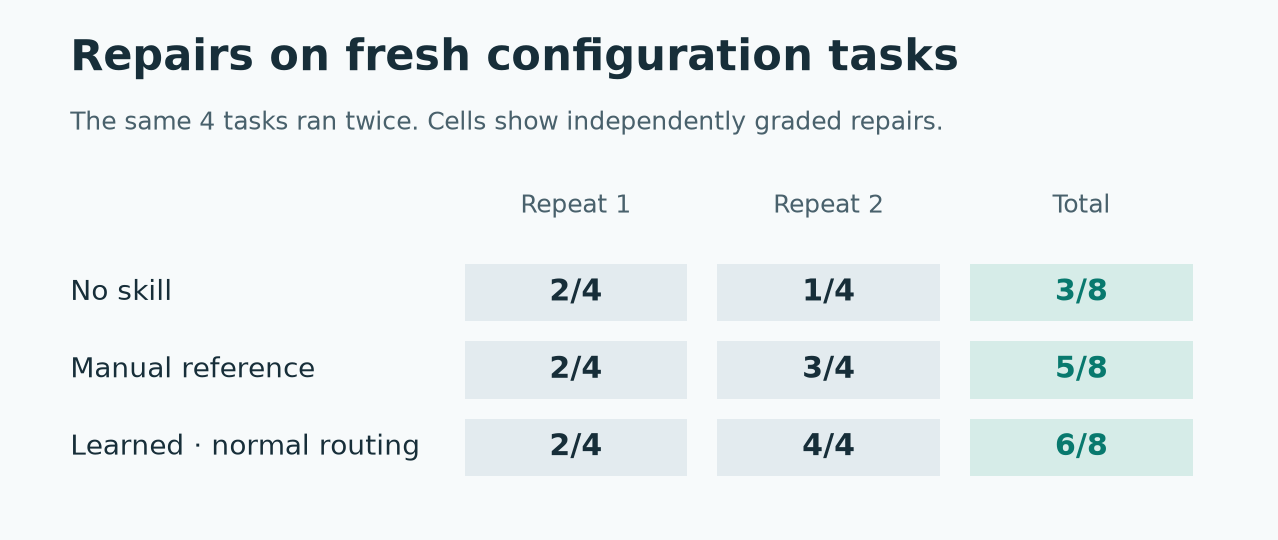 Repairs on fresh configuration tasks
The same 4 tasks ran twice. Cells show independently graded repairs.
Repeat 1 Repeat 2 Total
No skill 2/4 1/4 3/8
Manual reference 2/4 3/4 5/8
Learned · normal routing 2/4 4/4 6/8